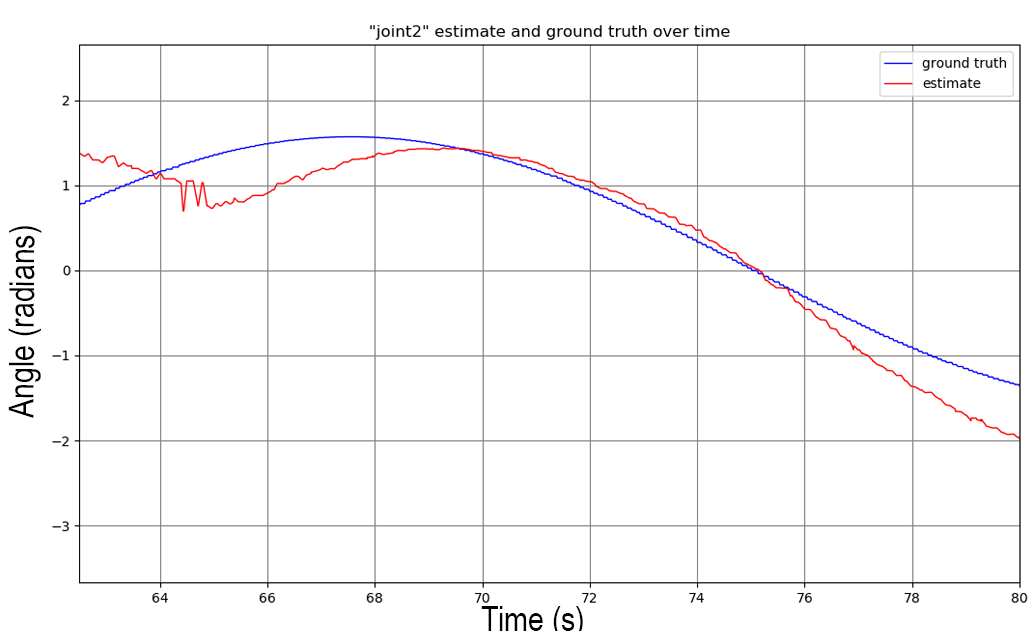 "joint2" estimate and ground truth over time
ground truth
estimate
2
1
0
−1
−2
−3
Angle (radians)
64 66 68 70 72 74 76 78 80
Time (s)